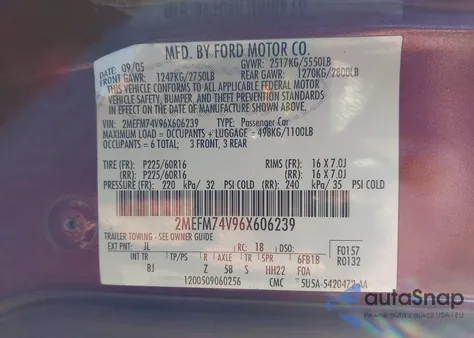 MFD. BY FORD MOTOR CO.
DATE: 09/05 GVWR: 2517KG/5550LB
FRONT GAWR: 1247KG/2750LB REAR GAWR: 1270KG/2800LB
THIS VEHICLE CONFORMS TO ALL APPLICABLE FEDERAL MOTOR
VEHICLE SAFETY, BUMPER, AND THEFT PREVENTION STANDARDS
IN EFFECT ON THE DATE OF MANUFACTURE SHOWN ABOVE.
VIN: 2MEFM74V96X606239 TYPE: Passenger Car
MAXIMUM LOAD = OCCUPANTS + LUGGAGE = 498KG/1100LB
OCCUPANTS = 6 TOTAL: 3 FRONT, 3 REAR
TIRE (FR): P225/60R16 RIMS (FR): 16 X 7.0J
(RR): P225/60R16 (RR): 16 X 7.0J
PRESSURE (FR): 220 kPa/ 32 PSI COLD (RR): 240 kPa/ 35 PSI COLD
2MEFM74V96X606239
TRAILER TOWING - SEE OWNER GUIDE
EXT PNT: JL RC: 18 DSO: F0157
INT TR TP/PS R AXLE TR SPR 6FB1B R0132
BJ Z 58 S HH22 F0A
1200509060256 CMC 5U5A-5420472-AA
autoSnap